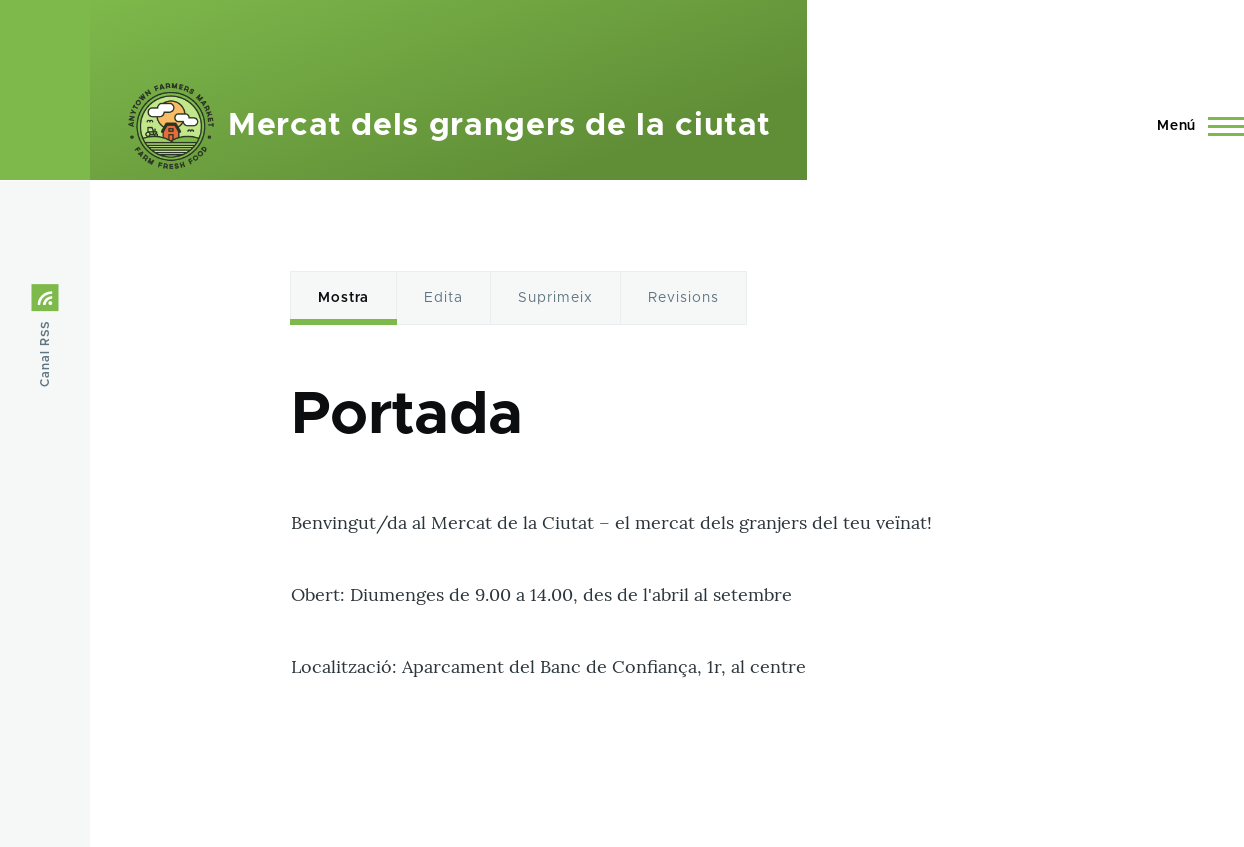 ANYTOWN FARMERS MARKET
FARM FRESH FOOD
Mercat dels grangers de la ciutat
Menú
Canal RSS
Mostra
Edita
Suprimeix
Revisions
Portada
Benvingut/da al Mercat de la Ciutat – el mercat dels granjers del teu veïnat!
Obert: Diumenges de 9.00 a 14.00, des de l'abril al setembre
Localització: Aparcament del Banc de Confiança, 1r, al centre